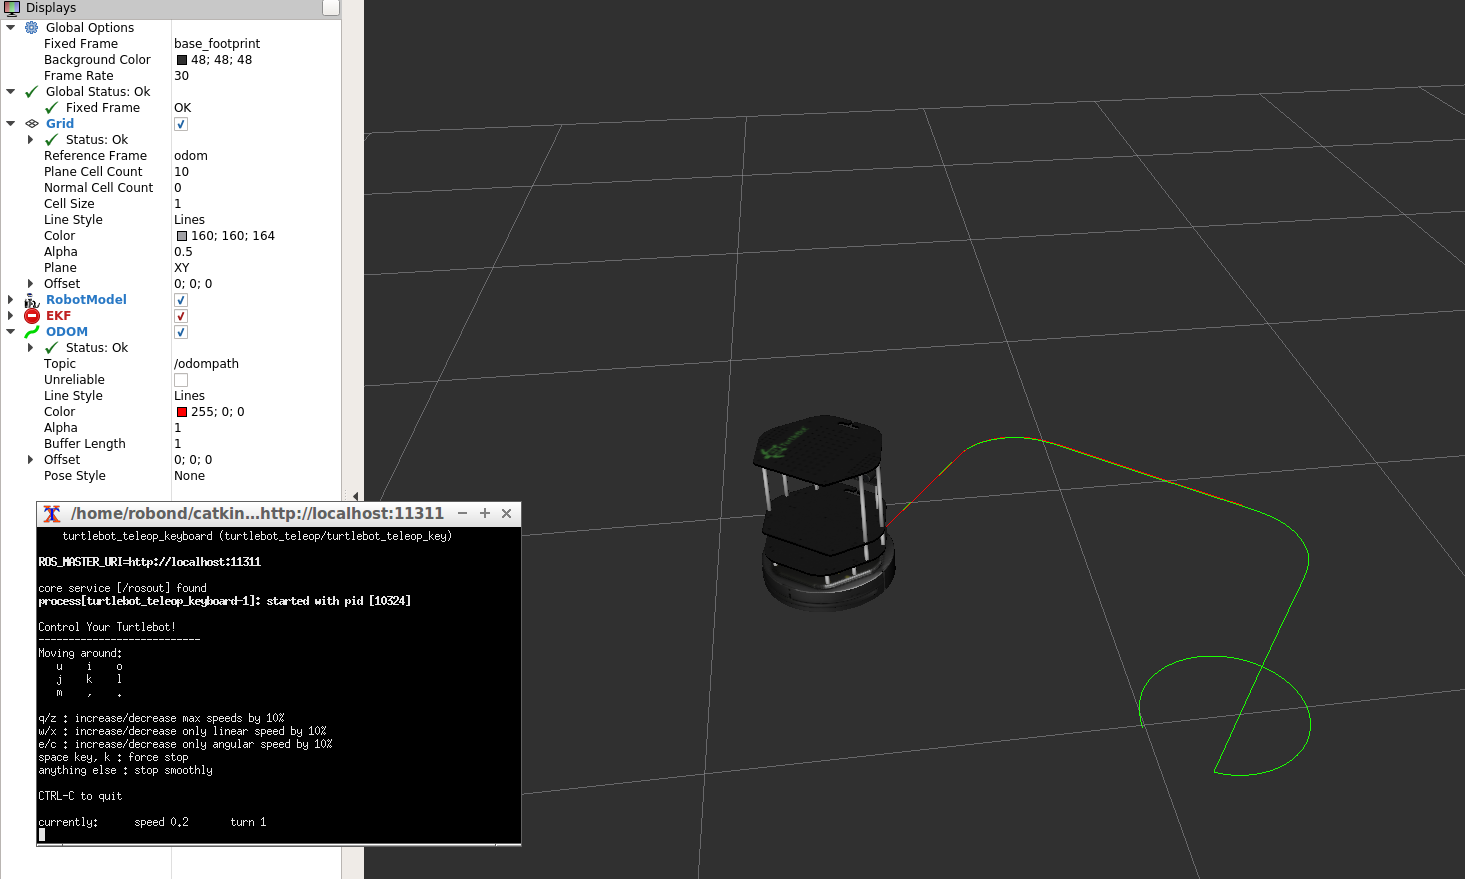 Displays
Global Options
Fixed Frame base_footprint
Background Color 48; 48; 48
Frame Rate 30
Global Status: Ok
Fixed Frame OK
Grid
Status: Ok
Reference Frame odom
Plane Cell Count 10
Normal Cell Count 0
Cell Size 1
Line Style Lines
Color 160; 160; 164
Alpha 0.5
Plane XY
Offset 0; 0; 0
RobotModel
EKF
ODOM
Status: Ok
Topic /odompath
Unreliable
Line Style Lines
Color 255; 0; 0
Alpha 1
Buffer Length 1
Offset 0; 0; 0
Pose Style None
/home/robond/catkin...http://localhost:11311
turtlebot_teleop_keyboard (turtlebot_teleop/turtlebot_teleop_key)
ROS_MASTER_URI=http://localhost:11311
core service [/rosout] found
process[turtlebot_teleop_keyboard-1]: started with pid [10324]
Control Your Turtlebot!
---------------------------
Moving around:
u i o
j k l
m , .
q/z : increase/decrease max speeds by 10%
w/x : increase/decrease only linear speed by 10%
e/c : increase/decrease only angular speed by 10%
space key, k : force stop
anything else : stop smoothly
CTRL-C to quit
currently: speed 0.2 turn 1